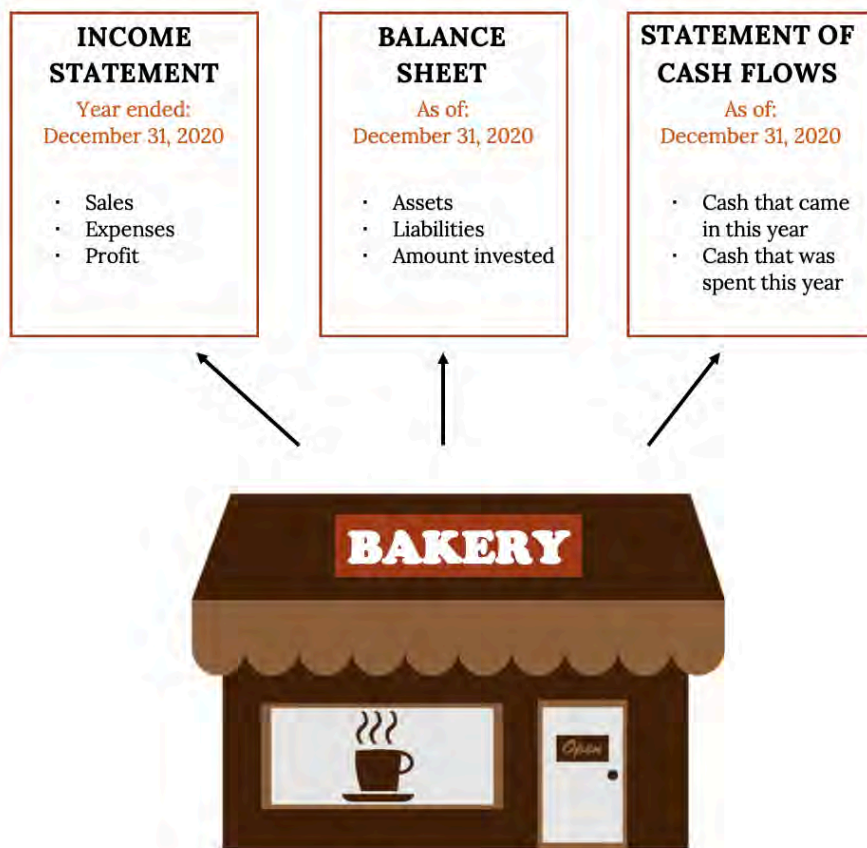 INCOME
STATEMENT
Year ended:
December 31, 2020
· Sales
· Expenses
· Profit
BALANCE
SHEET
As of:
December 31, 2020
· Assets
· Liabilities
· Amount invested
STATEMENT OF
CASH FLOWS
As of:
December 31, 2020
· Cash that came
in this year
· Cash that was
spent this year
BAKERY
Open